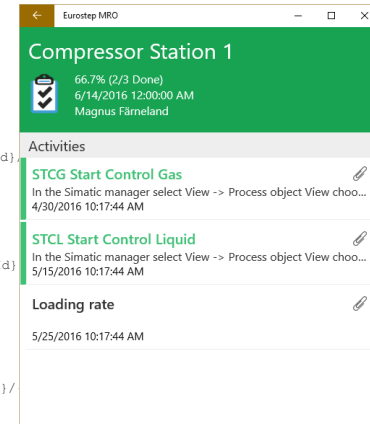 Eurostep MRO
Compressor Station 1
66.7% (2/3 Done)
6/14/2016 12:00:00 AM
Magnus Färneland
Activities
d}/
STCG Start Control Gas
In the Simatic manager select View -> Process object View choo...
4/30/2016 10:17:44 AM
STCL Start Control Liquid
In the Simatic manager select View -> Process object View choo...
d}
5/15/2016 10:17:44 AM
Loading rate
5/25/2016 10:17:44 AM
}/